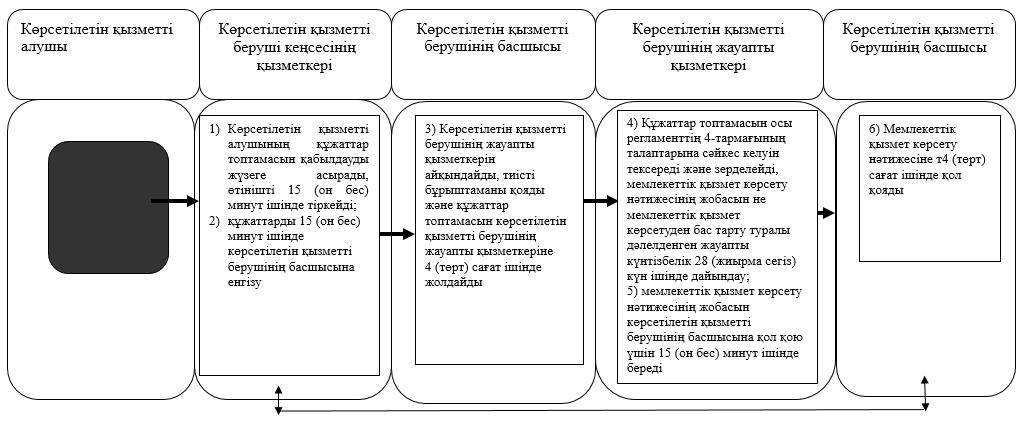 Көрсетілетін қызметті
алушы
Көрсетілетін қызметті
беруші кеңсесінің
қызметкері
Көрсетілетін қызметті
берушінің басшысы
Көрсетілетін қызметті
берушінің жауапты
қызметкері
Көрсетілетін қызметті
берушінің басшысы
1) Көрсетілетін қызметті
алушының құжаттар
топтамасын қабылдауды
жүзеге асырады,
өтінішті 15 (он бес)
минут ішінде тіркейді;
2) құжаттарды 15 (он бес)
минут ішінде
көрсетілетін қызметті
берушінің басшысына
енгізу
3) Көрсетілетін қызметті
берушінің жауапты
қызметкерін
айқындайды, тиісті
бұрыштаманы қояды
және құжаттар
топтамасын көрсетілетін
қызметті берушінің
жауапты қызметкеріне
4 (төрт) сағат ішінде
жолдайды
4) Құжаттар топтамасын осы
регламенттің 4-тармағының
талаптарына сәйкес келуін
тексереді және зерделейді,
мемлекеттік қызмет көрсету
нәтижесінің жобасын не
мемлекеттік қызмет
көрсетуден бас тарту туралы
дәлелденген жауапты
күнтізбелік 28 (жиырма сегіз)
күн ішінде дайындау;
5) мемлекеттік қызмет көрсету
нәтижесінің жобасын
көрсетілетін қызметті
берушінің басшысына қол қою
үшін 15 (он бес) минут ішінде
береді
6) Мемлекеттік
қызмет көрсету
нәтижесіне т4 (төрт)
сағат ішінде қол
қояды